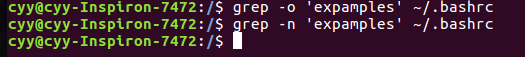 cyy@cyy-Inspiron-7472:/$ grep -o 'expamples' ~/.bashrc
cyy@cyy-Inspiron-7472:/$ grep -n 'expamples' ~/.bashrc
cyy@cyy-Inspiron-7472:/$